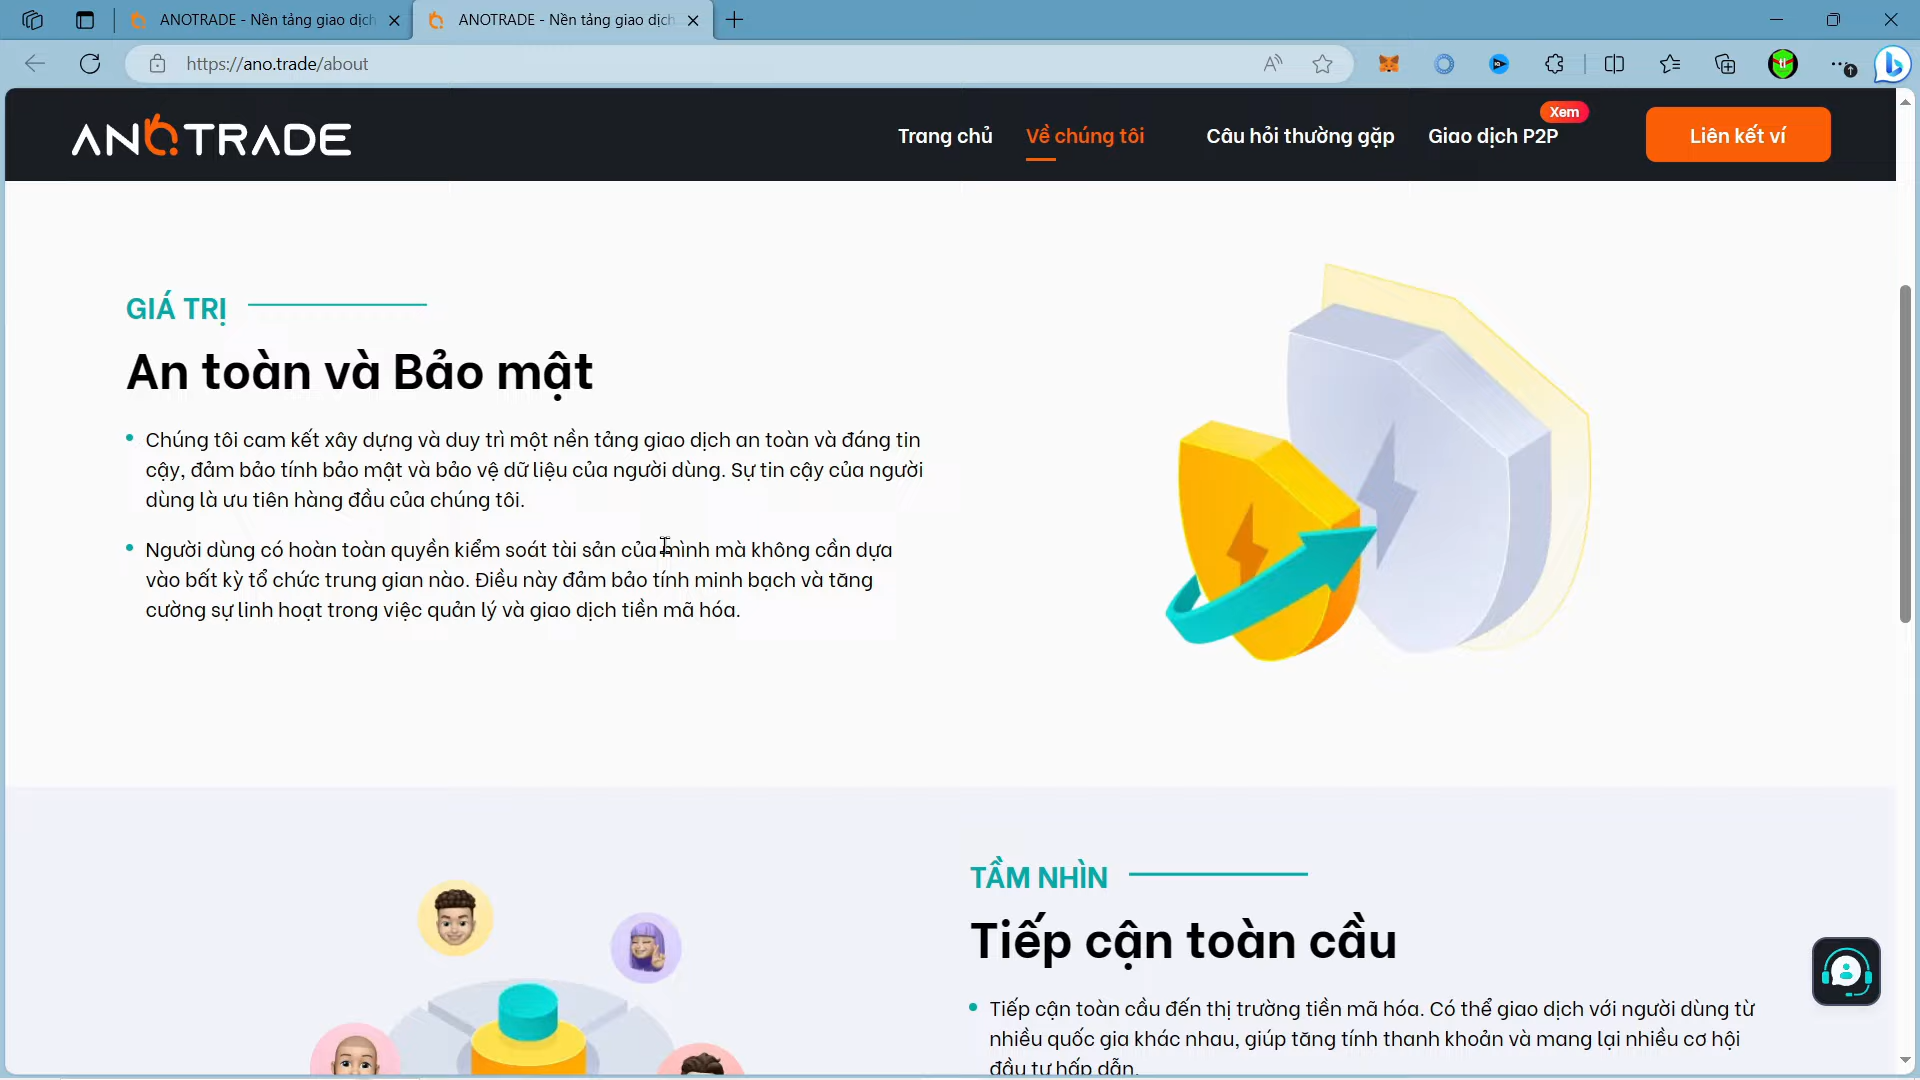 ANOTRADE - Nền tảng giao dịch
ANOTRADE - Nền tảng giao dịch
https://ano.trade/about
ANOTRADE
Trang chủ
Về chúng tôi
Câu hỏi thường gặp
Giao dịch P2P
Xem
Liên kết ví
GIÁ TRỊ
An toàn và Bảo mật
Chúng tôi cam kết xây dựng và duy trì một nền tảng giao dịch an toàn và đáng tin
cậy, đảm bảo tính bảo mật và bảo vệ dữ liệu của người dùng. Sự tin cậy của người
dùng là ưu tiên hàng đầu của chúng tôi.
Người dùng có hoàn toàn quyền kiểm soát tài sản của mình mà không cần dựa
vào bất kỳ tổ chức trung gian nào. Điều này đảm bảo tính minh bạch và tăng
cường sự linh hoạt trong việc quản lý và giao dịch tiền mã hóa.
TẦM NHÌN
Tiếp cận toàn cầu
Tiếp cận toàn cầu đến thị trường tiền mã hóa. Có thể giao dịch với người dùng từ
nhiều quốc gia khác nhau, giúp tăng tính thanh khoản và mang lại nhiều cơ hội
đầu tư hấp dẫn.